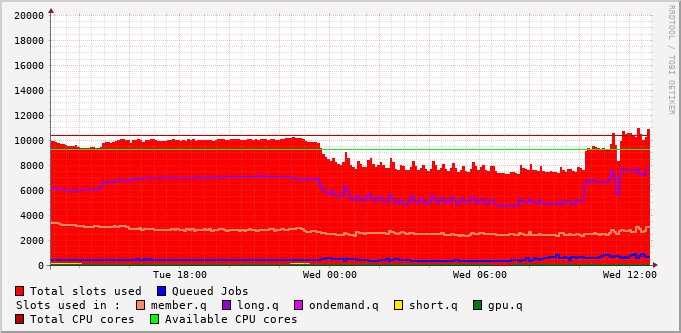 20000
18000
16000
14000
12000
10000
8000
6000
4000
2000
0
Tue 18:00 Wed 00:00 Wed 06:00 Wed 12:00
Total slots used Queued Jobs
Slots used in : member.q long.q ondemand.q short.q gpu.q
Total CPU cores Available CPU cores
RRDTOOL / TOBI OETIKER